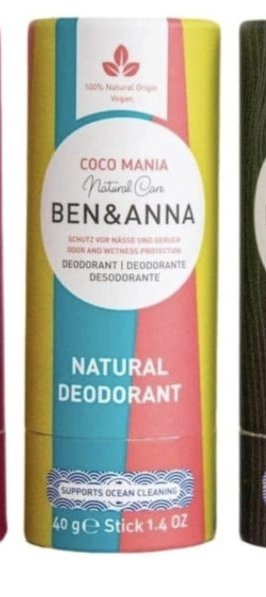 100% Natural Origin
Vegan
COCO MANIA
Natural Care
BEN&ANNA
SCHUTZ VOR NÄSSE UND GERUCH
ODOR AND WETNESS PROTECTION
DEODORANT | DEODORANTE
DESODORANTE
NATURAL
DEODORANT
SUPPORTS OCEAN CLEANING
40 g℮ Stick 1.4 OZ